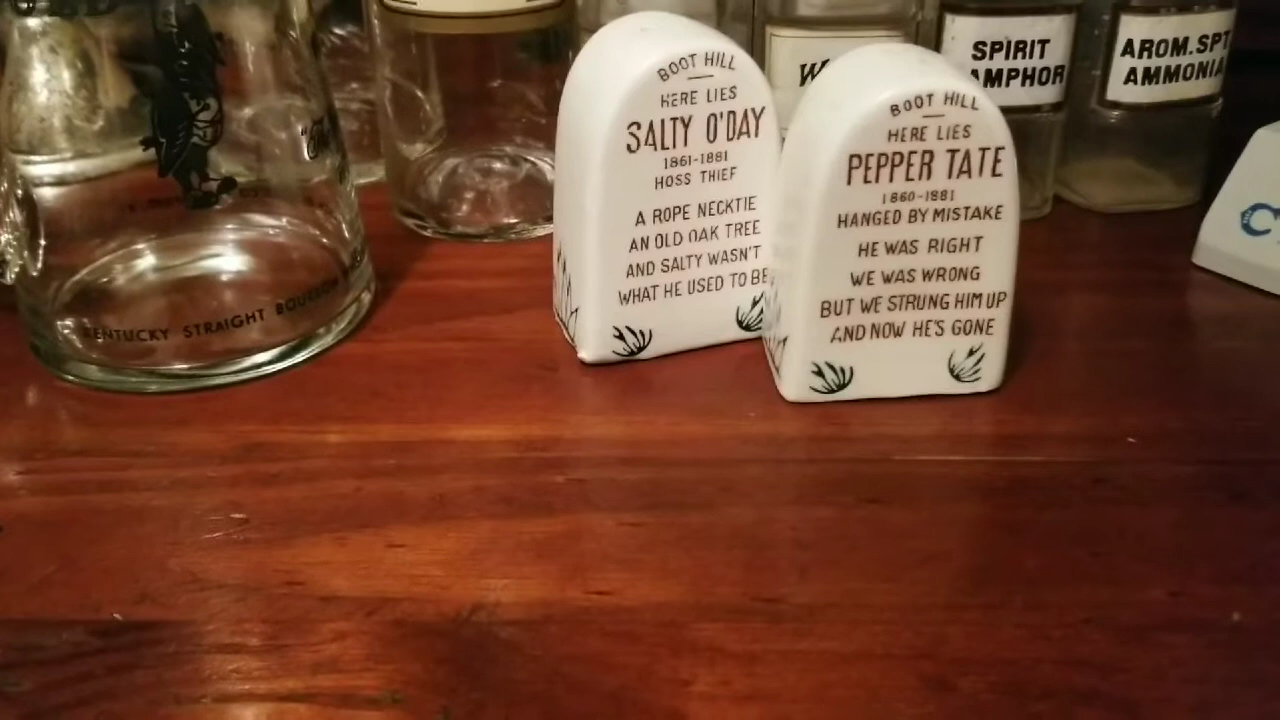 BOOT HILL
HERE LIES
SALTY O'DAY
1861-1881
HOSS THIEF
A ROPE NECKTIE
AN OLD OAK TREE
AND SALTY WASN'T
WHAT HE USED TO BE
BOOT HILL
HERE LIES
PEPPER TATE
1860-1881
HANGED BY MISTAKE
HE WAS RIGHT
WE WAS WRONG
BUT WE STRUNG HIM UP
AND NOW HE'S GONE
SPIRIT
AMPHOR
AROM.SPT
AMMONIA
KENTUCKY STRAIGHT BOURBON